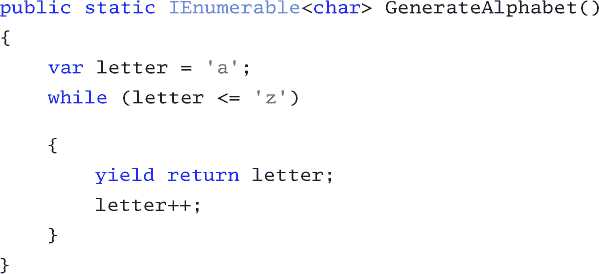 public static IEnumerable<char> GenerateAlphabet()
{
    var letter = 'a';
    while (letter <= 'z')
    {
        yield return letter;
        letter++;
    }
}